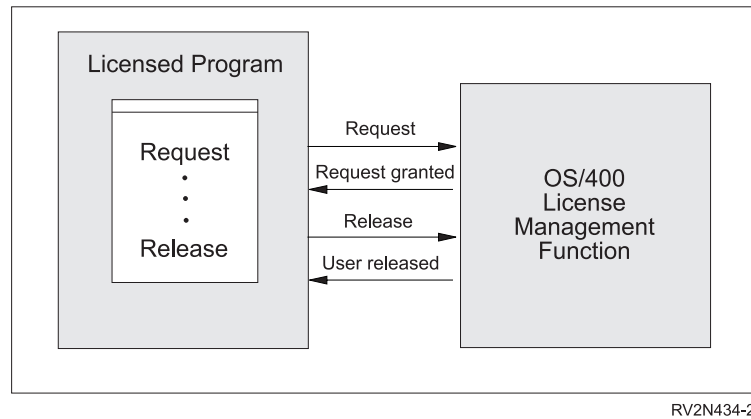 Licensed Program
Request
•
•
•
Release
Request
Request granted
Release
User released
OS/400
License
Management
Function
RV2N434-2